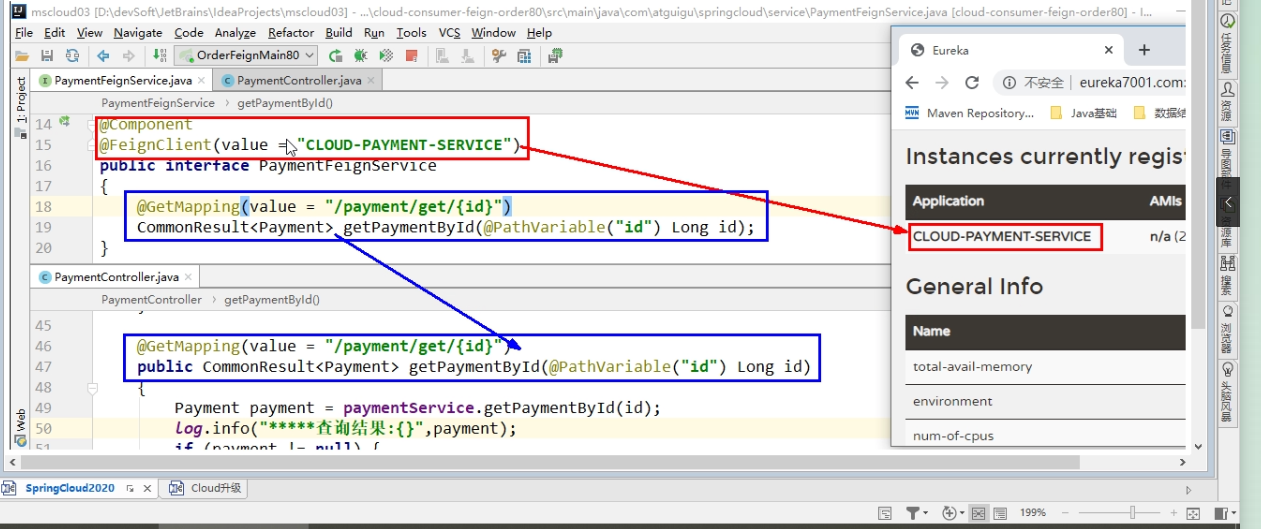 mscloud03 [D:\devSoft\JetBrains\IdeaProjects\mscloud03] - ...\cloud-consumer-feign-order80\src\main\java\com\atguigu\springcloud\service\PaymentFeignService.java [cloud-consumer-feign-order80] - I...
File Edit View Navigate Code Analyze Refactor Build Run Tools VCS Window Help
OrderFeignMain80
PaymentFeignService.java
PaymentController.java
PaymentFeignService > getPaymentById()
1: Project
14 @Component
15 @FeignClient(value = "CLOUD-PAYMENT-SERVICE")
16 public interface PaymentFeignService
17 {
18 @GetMapping(value = "/payment/get/{id}")
19 CommonResult<Payment> getPaymentById(@PathVariable("id") Long id);
20 }
PaymentController.java
PaymentController > getPaymentById()
45 }
46 @GetMapping(value = "/payment/get/{id}")
47 public CommonResult<Payment> getPaymentById(@PathVariable("id") Long id)
48 {
49 Payment payment = paymentService.getPaymentById(id);
50 log.info("*****查询结果:{}",payment);
51 if (payment != null) {
Web
Eureka
不安全 | eureka7001.com:
Maven Repository...
Java基础
数据结
Instances currently regis
Application AMIs
CLOUD-PAYMENT-SERVICE n/a (2
General Info
Name
total-avail-memory
environment
num-of-cpus
任务信息
资源
导图部件
资源库
搜索
浏览器
头脑风暴
SpringCloud2020
Cloud升级
199%